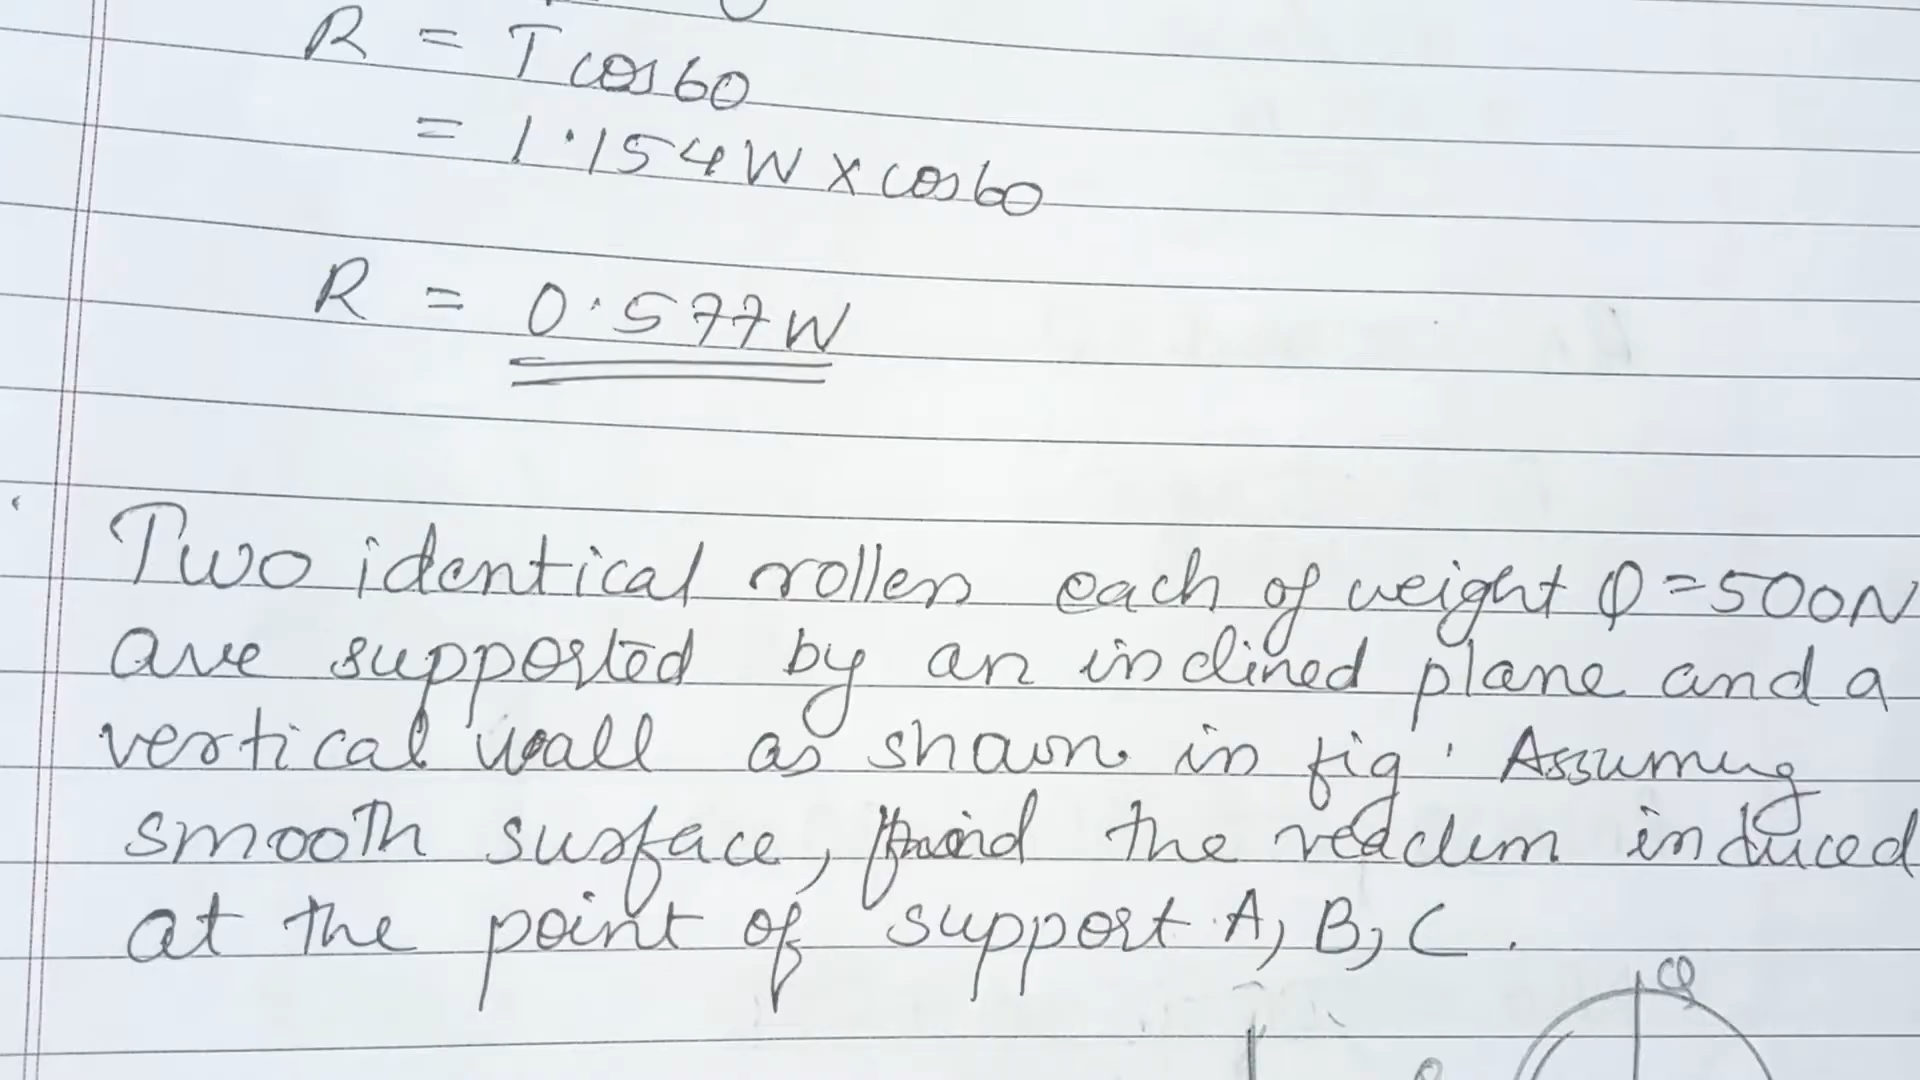 R = T cos 60
= 1.154 W x cos 60
R = 0.577 W
Two identical rollers each of weight Q = 500N
are supported by an inclined plane and a
vertical wall as shown in fig. Assuming
smooth surface, find the reaction induced
at the point of support A, B, C.
Q